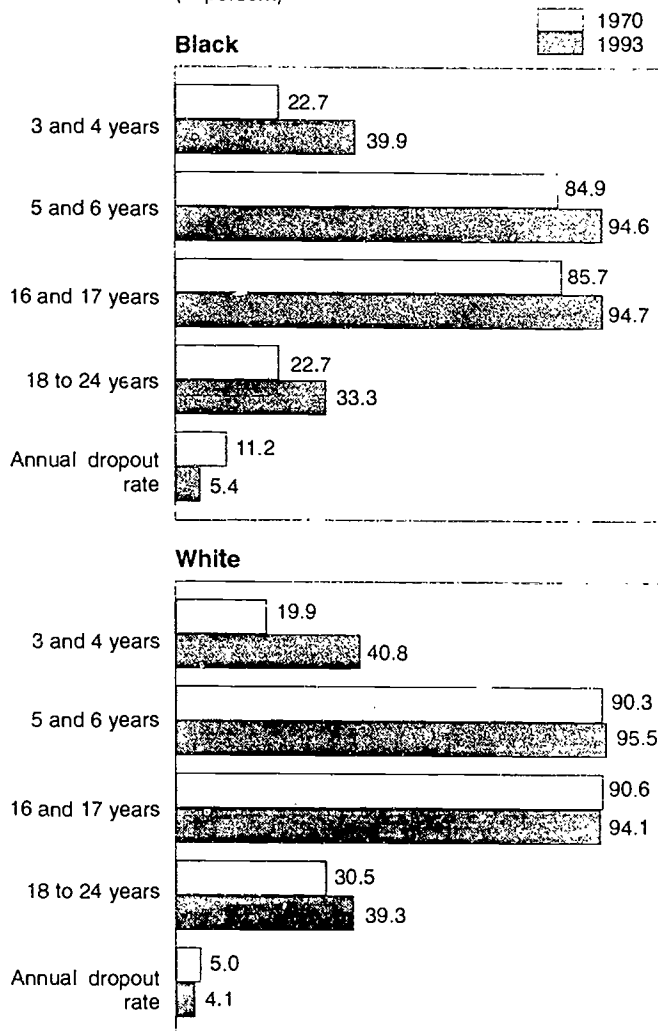 1970
1993
Black
22.7
3 and 4 years
39.9
84.9
5 and 6 years
94.6
85.7
16 and 17 years
94.7
22.7
18 to 24 years
33.3
11.2
Annual dropout
rate
5.4
White
19.9
3 and 4 years
40.8
90.3
5 and 6 years
95.5
90.6
16 and 17 years
94.1
30.5
18 to 24 years
39.3
5.0
Annual dropout
rate
4.1